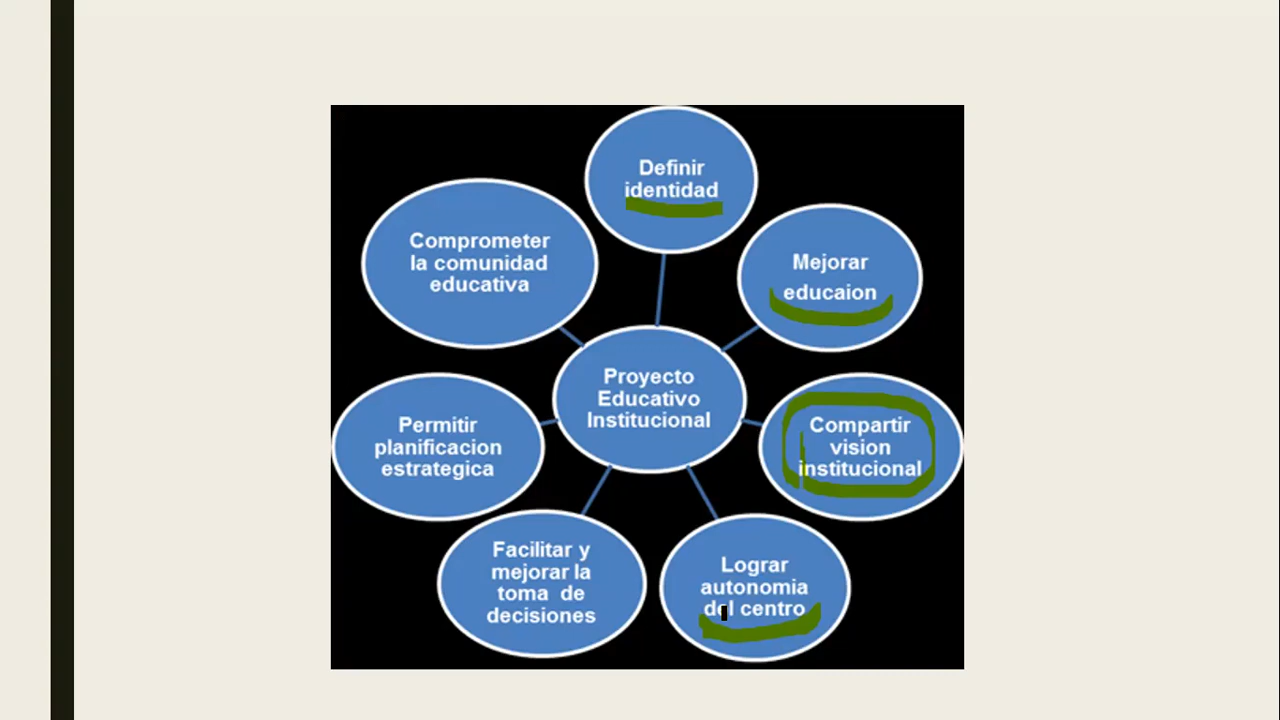 Definir
identidad
Mejorar
educaion
Compartir
vision
institucional
Lograr
autonomia
del centro
Facilitar y
mejorar la
toma de
decisiones
Permitir
planificacion
estrategica
Comprometer
la comunidad
educativa
Proyecto
Educativo
Institucional